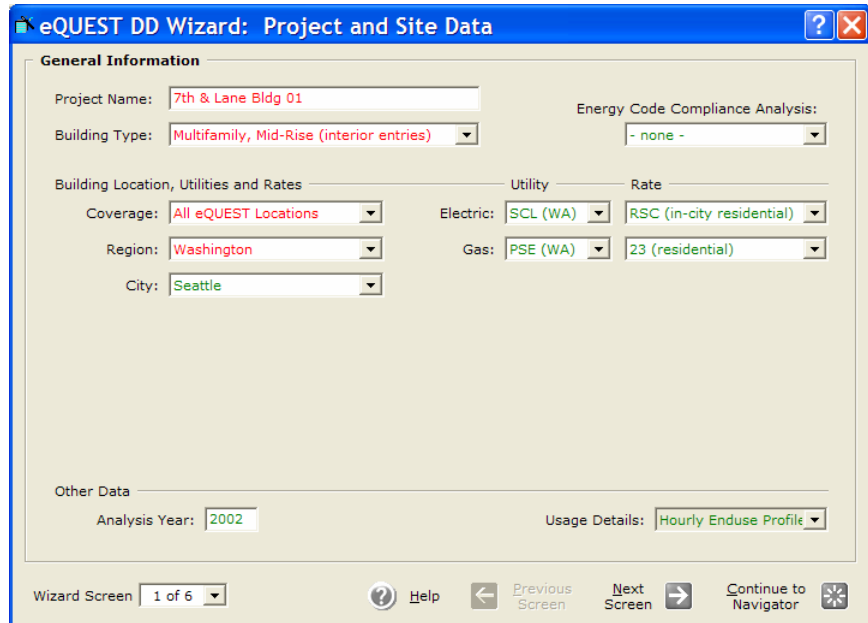 eQUEST DD Wizard: Project and Site Data
General Information
Project Name: 7th & Lane Bldg 01
Energy Code Compliance Analysis:
Building Type: Multifamily, Mid-Rise (interior entries)
- none -
Building Location, Utilities and Rates
Utility
Rate
Coverage: All eQUEST Locations
Electric: SCL (WA)
RSC (in-city residential)
Region: Washington
Gas: PSE (WA)
23 (residential)
City: Seattle
Other Data
Analysis Year: 2002
Usage Details: Hourly Enduse Profile
Wizard Screen 1 of 6
Help
Previous
Screen
Next
Screen
Continue to
Navigator